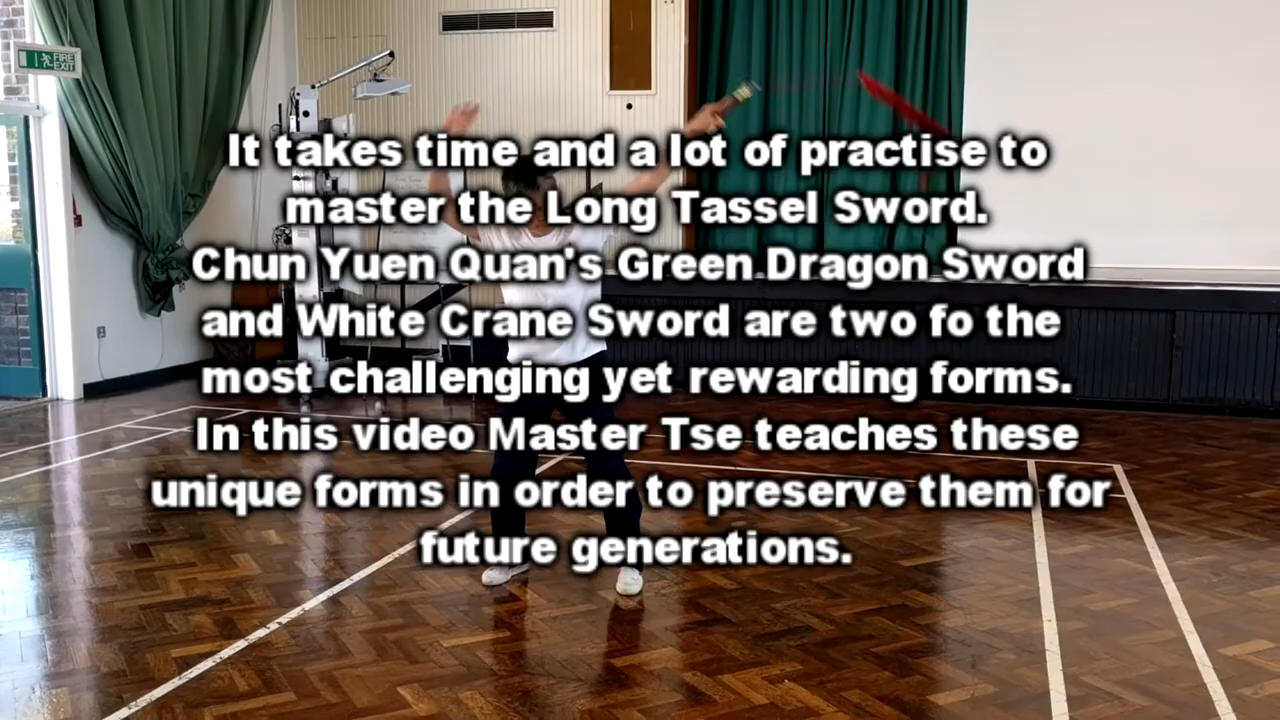 FIRE
EXIT
It takes time and a lot of practise to
master the Long Tassel Sword.
Chun Yuen Quan's Green Dragon Sword
and White Crane Sword are two fo the
most challenging yet rewarding forms.
In this video Master Tse teaches these
unique forms in order to preserve them for
future generations.